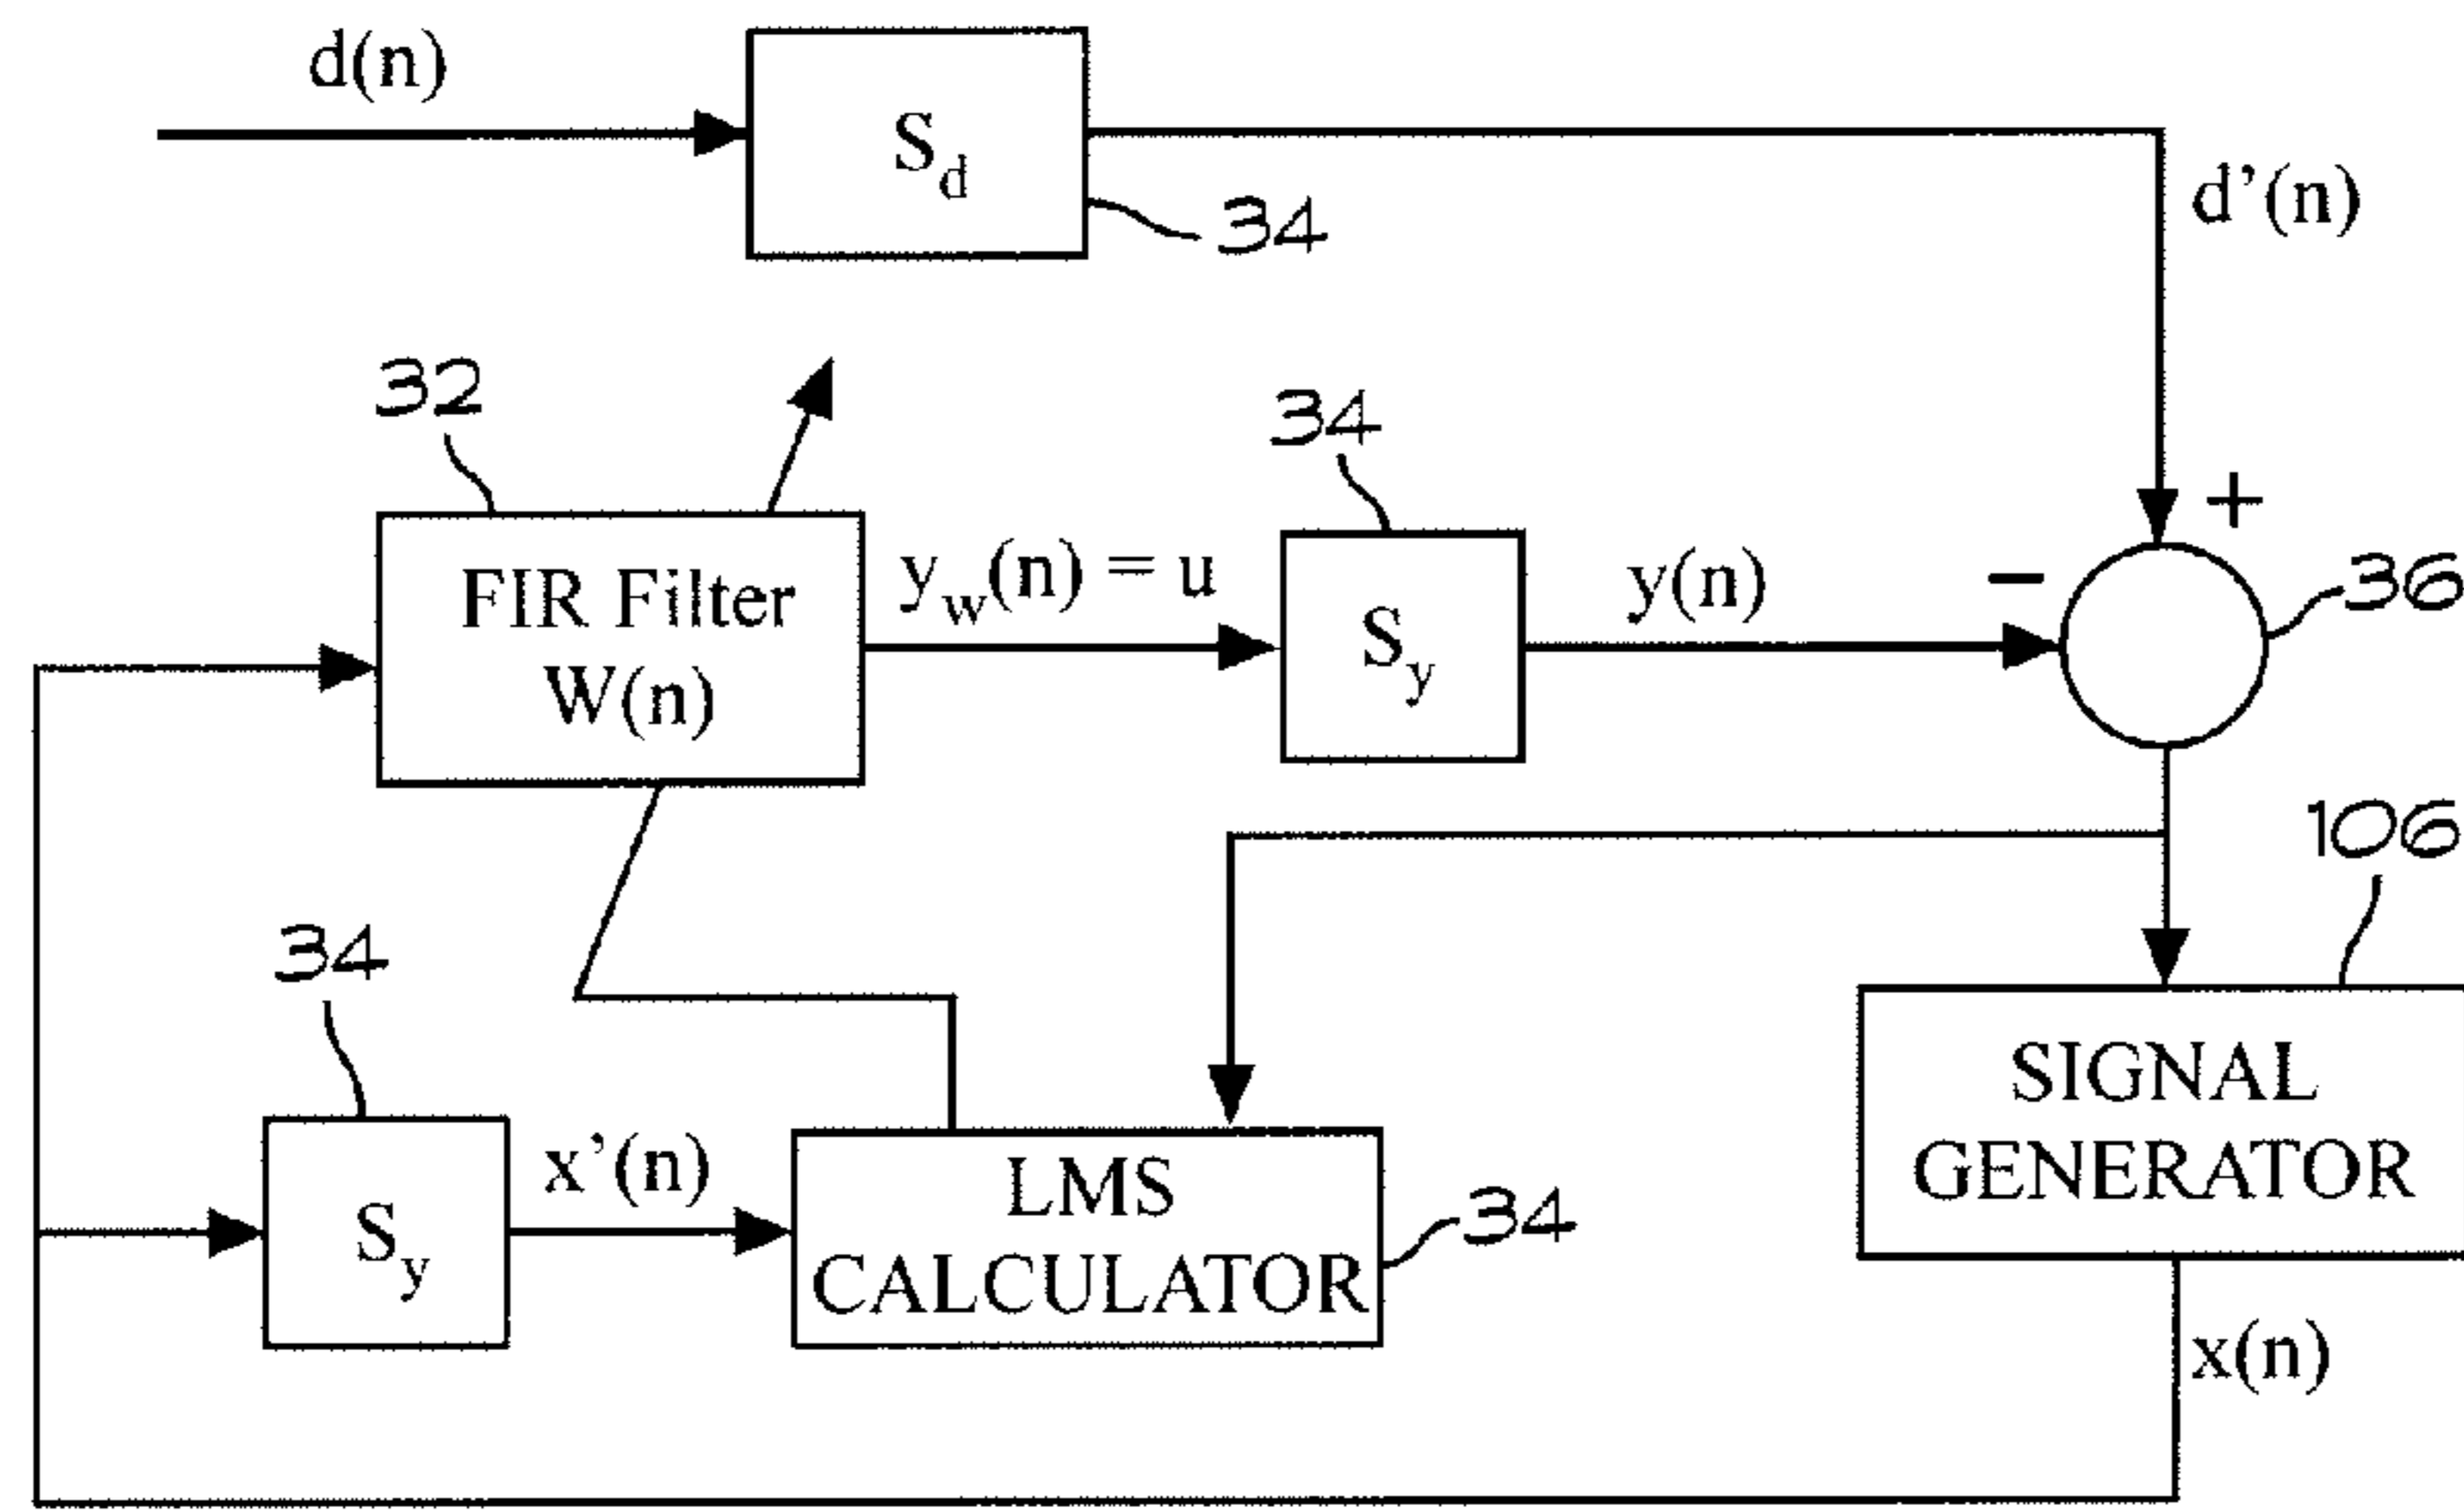 d(n)
S_d
34
d’(n)
32
34
+
−
36
FIR Filter
W(n)
y_w(n) = u
S_y
y(n)
106
34
S_y
x’(n)
LMS
CALCULATOR
34
SIGNAL
GENERATOR
x(n)